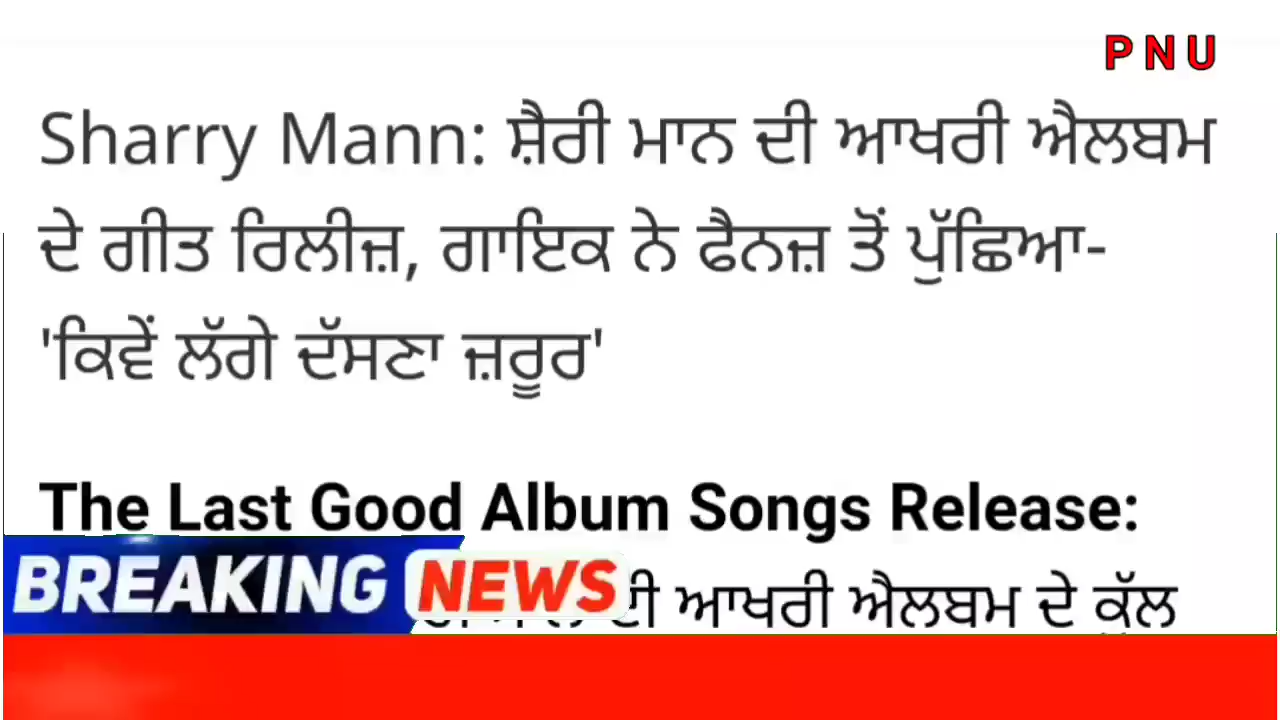 PNU
Sharry Mann: ਸ਼ੈਰੀ ਮਾਨ ਦੀ ਆਖਰੀ ਐਲਬਮ
ਦੇ ਗੀਤ ਰਿਲੀਜ਼, ਗਾਇਕ ਨੇ ਫੈਨਜ਼ ਤੋਂ ਪੁੱਛਿਆ-
'ਕਿਵੇਂ ਲੱਗੇ ਦੱਸਣਾ ਜ਼ਰੂਰ'
The Last Good Album Songs Release:
BREAKING NEWS
ਦੀ ਆਖਰੀ ਐਲਬਮ ਦੇ ਕੁੱਲ